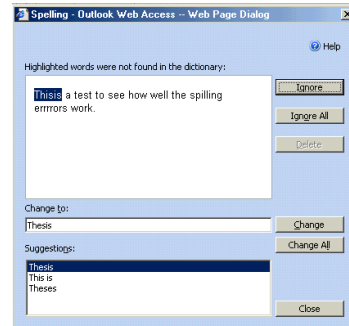 Spelling - Outlook Web Access -- Web Page Dialog
Help
Highlighted words were not found in the dictionary:
Thisis a test to see how well the spilling
errrrors work.
Ignore
Ignore All
Delete
Change to:
Thesis
Change
Suggestions:
Change All
Thesis
This is
Theses
Close